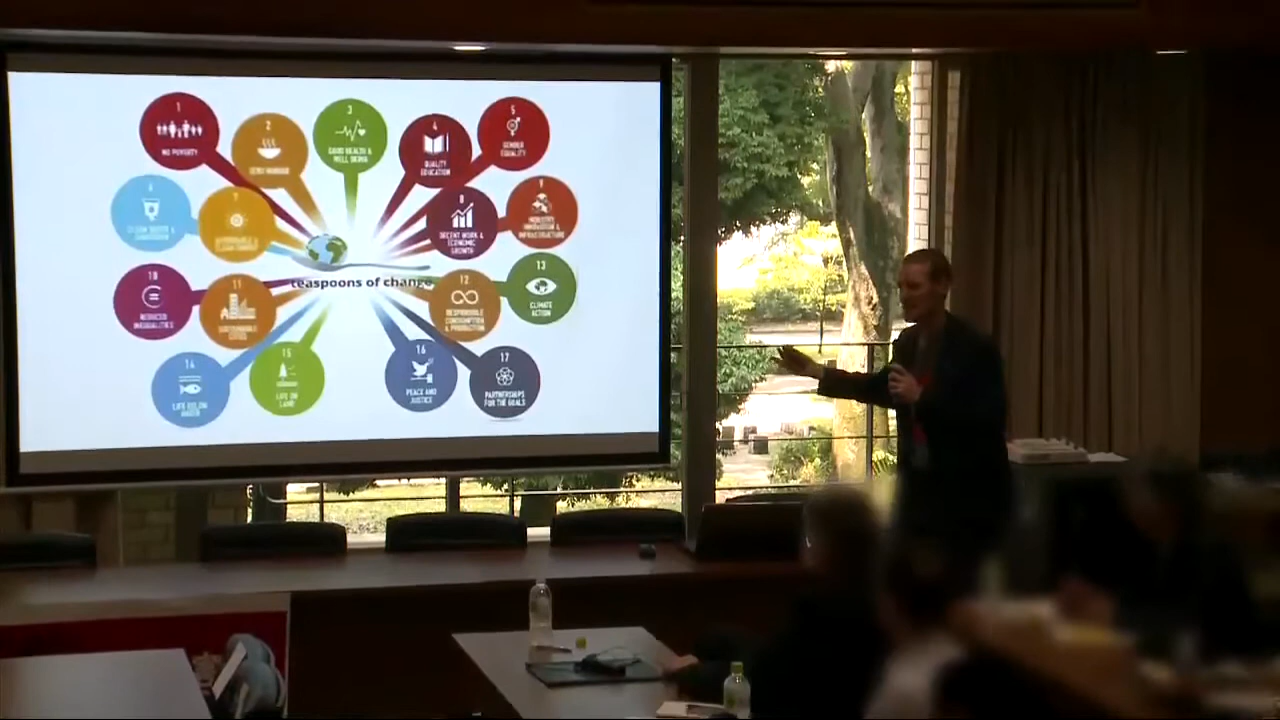 1
NO POVERTY
2
ZERO HUNGER
3
GOOD HEALTH &
WELL BEING
4
QUALITY
EDUCATION
5
GENDER
EQUALITY
6
CLEAN WATER &
SANITATION
7
AFFORDABLE &
CLEAN ENERGY
8
DECENT WORK &
ECONOMIC
GROWTH
9
INDUSTRY
INNOVATION &
INFRASTRUCTURE
teaspoons of change
10
REDUCED
INEQUALITIES
11
SUSTAINABLE
CITIES
12
RESPONSIBLE
CONSUMPTION
& PRODUCTION
13
CLIMATE
ACTION
14
LIFE BELOW
WATER
15
LIFE ON
LAND
16
PEACE AND
JUSTICE
17
PARTNERSHIPS
FOR THE GOALS